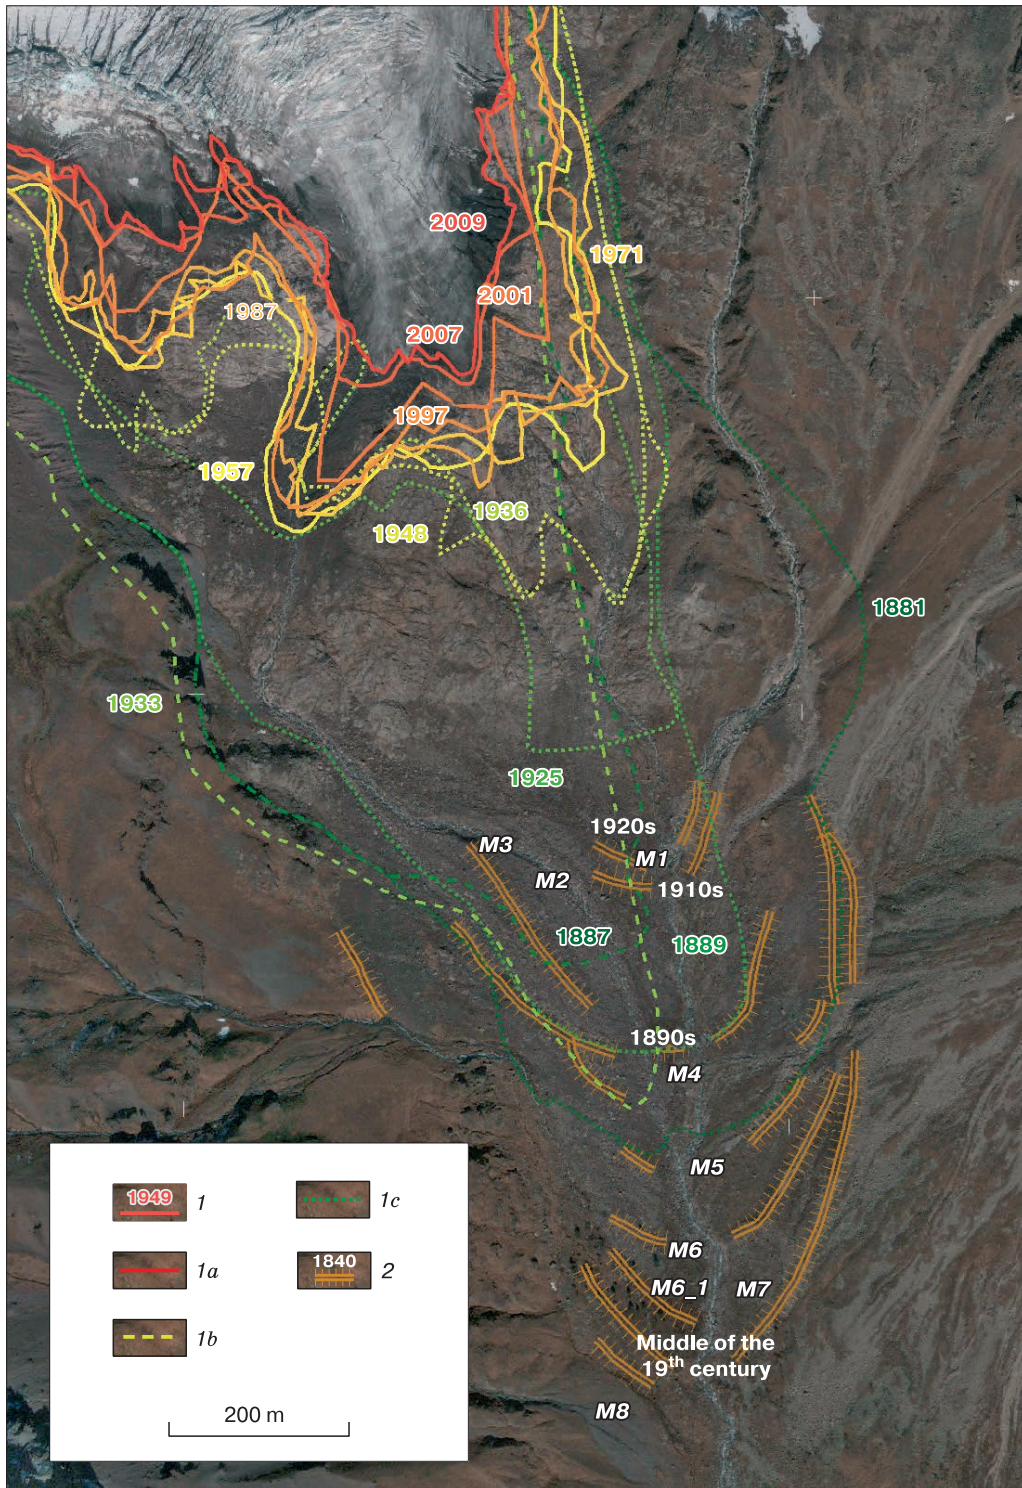 2009
1971
2001
1987
2007
1997
1957
1936
1948
1881
1933
1925
1920s
M3
M1
M2
1910s
1887
1889
1890s
M4
M5
M6
M6_1
M7
Middle of the
19th century
M8
1949 1
1c
1a
1840 2
1b
200 m